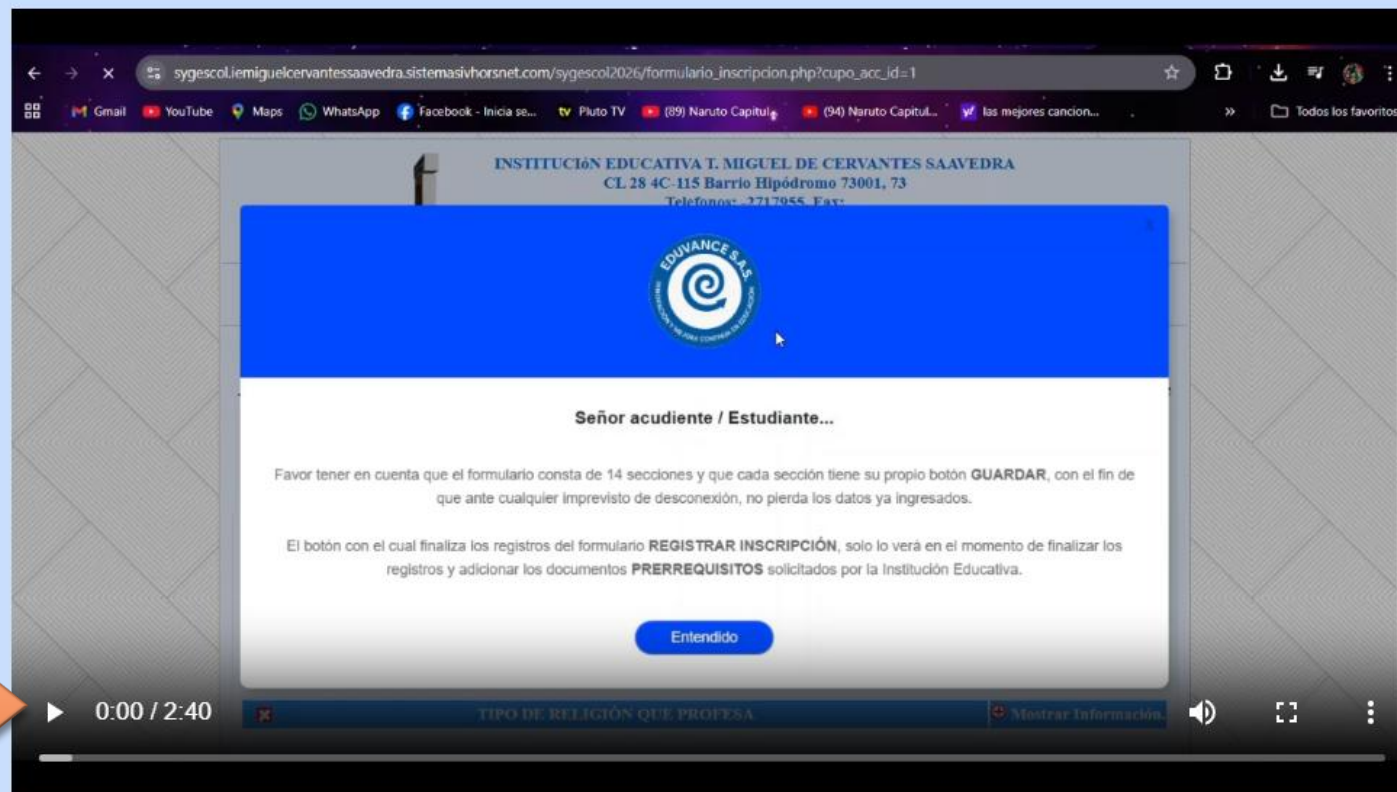 sygescol.iemiguelcervantessaavedra.sistemasivhorsnet.com/sygescol2026/formulario_inscripcion.php?cupo_acc_id=1
Gmail YouTube Maps WhatsApp Facebook - Inicia se... Pluto TV (89) Naruto Capitul... (94) Naruto Capitul... las mejores cancion... » Todos los favoritos
INSTITUCIóN EDUCATIVA T. MIGUEL DE CERVANTES SAAVEDRA
CL 28 4C-115 Barrio Hipódromo 73001, 73
Telefonos: -2717955, Fax:
X
EDUVANCE S.A.S.
Señor acudiente / Estudiante...
Favor tener en cuenta que el formulario consta de 14 secciones y que cada sección tiene su propio botón GUARDAR, con el fin de
que ante cualquier imprevisto de desconexión, no pierda los datos ya ingresados.
El botón con el cual finaliza los registros del formulario REGISTRAR INSCRIPCIÓN, solo lo verá en el momento de finalizar los
registros y adicionar los documentos PRERREQUISITOS solicitados por la Institución Educativa.
Entendido
0:00 / 2:40
TIPO DE RELIGIÓN QUE PROFESA
Mostrar Información.